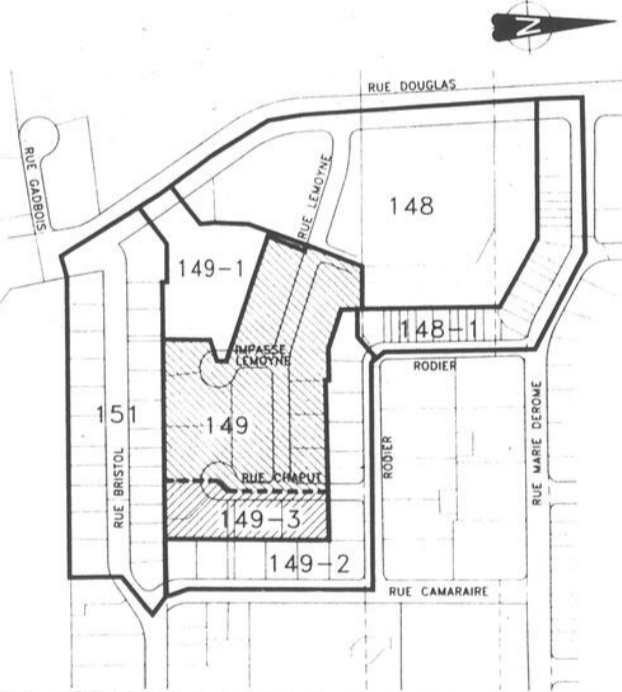 N
RUE DOUGLAS
RUE GADBOIS
RUE LEMOYNE
148
149-1
148-1
IMPASSE
LEMOYNE
RODIER
151
149
RUE BRISTOL
RUE CHAPUT
RODIER
RUE MARIE DEROME
149-3
149-2
RUE CAMARAIRE